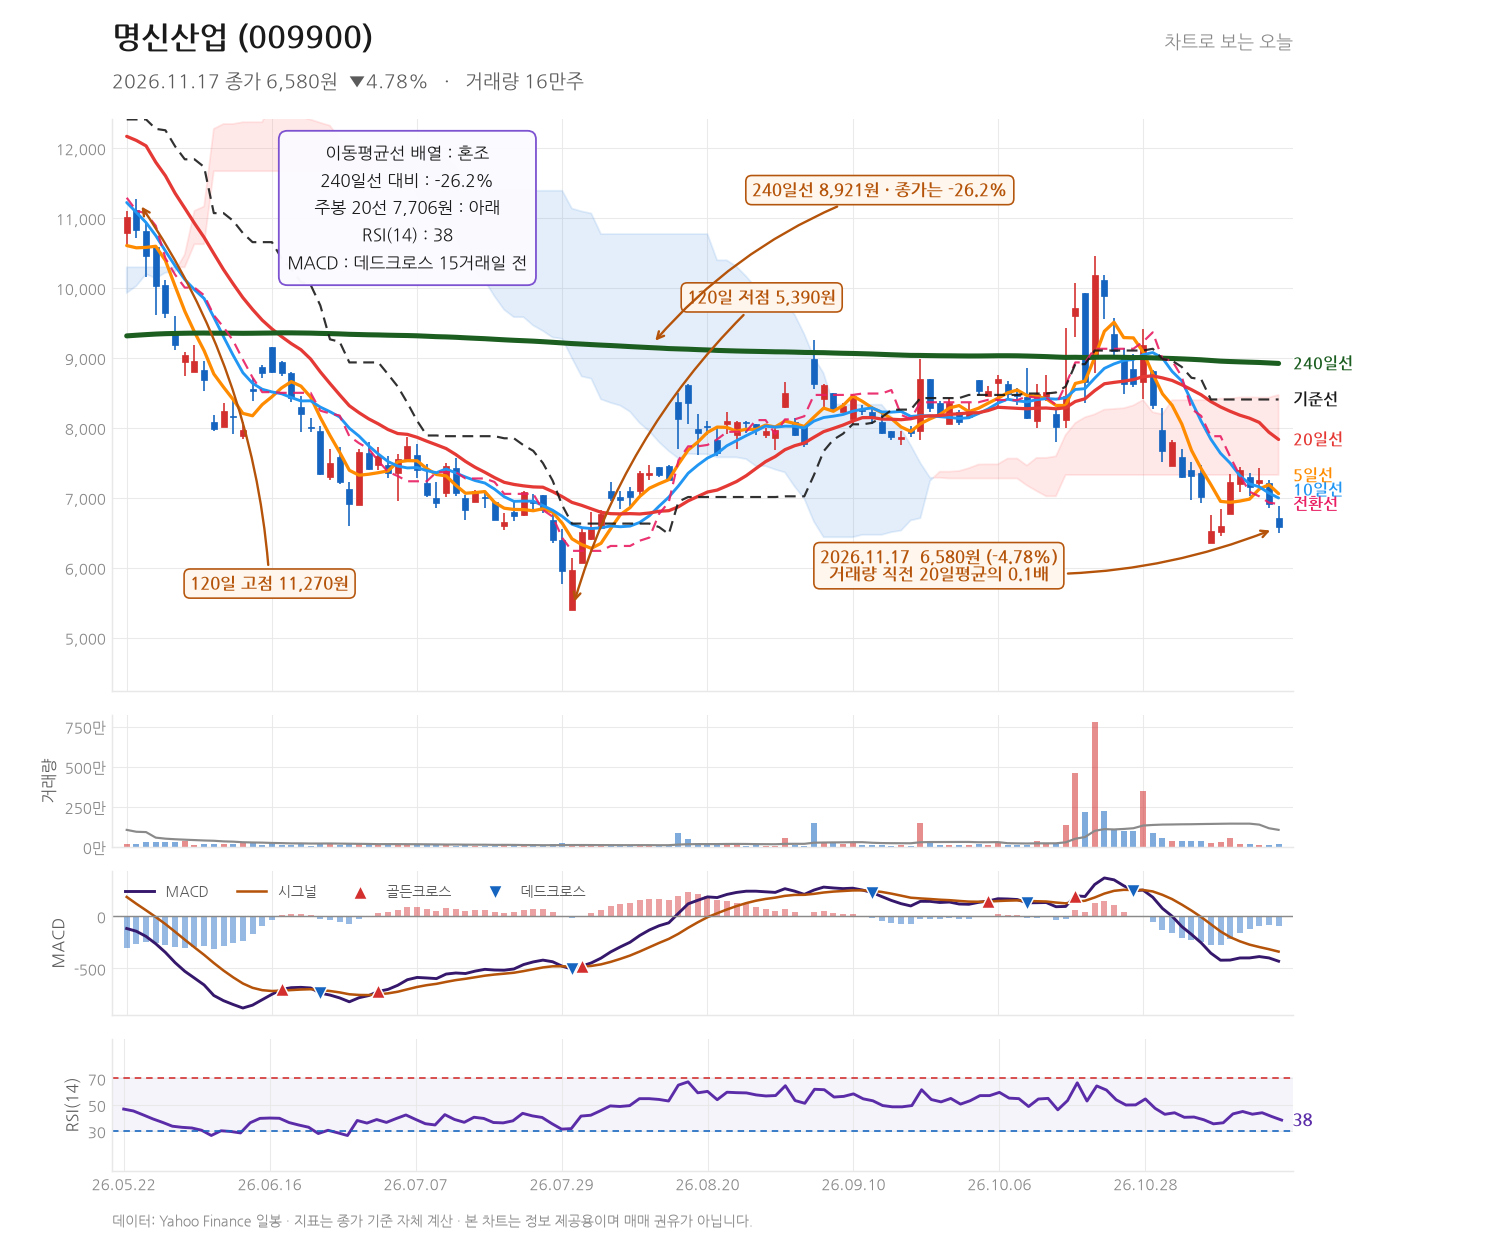 명신산업 (009900)
차트로 보는 오늘
2026.11.17 종가 6,580원 ▼4.78% · 거래량 16만주
이동평균선 배열 : 혼조
240일선 대비 : -26.2%
주봉 20선 7,706원 : 아래
RSI(14) : 38
MACD : 데드크로스 15거래일 전
240일선 8,921원 · 종가는 -26.2%
120일 저점 5,390원
120일 고점 11,270원
2026.11.17 6,580원 (-4.78%)
거래량 직전 20일평균의 0.1배
12,000
11,000
10,000
9,000
8,000
7,000
6,000
5,000
240일선
기준선
20일선
5일선
10일선
전환선
거래량
750만
500만
250만
0만
MACD
MACD
시그널
골든크로스
데드크로스
0
-500
RSI(14)
70
50
30
38
26.05.22
26.06.16
26.07.07
26.07.29
26.08.20
26.09.10
26.10.06
26.10.28
데이터: Yahoo Finance 일봉 · 지표는 종가 기준 자체 계산 · 본 차트는 정보 제공용이며 매매 권유가 아닙니다.